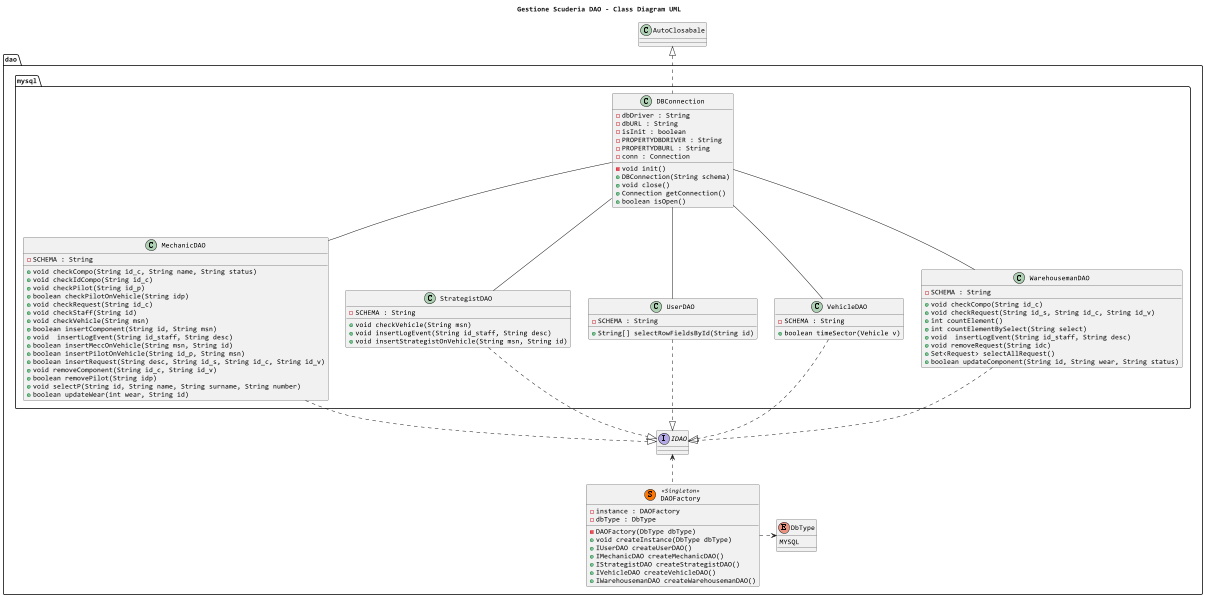 Gestione Scuderia DAO - Class Diagram UML
C AutoClosabale
dao
mysql
C DBConnection
dbDriver : String
dbURL : String
isInit : boolean
PROPERTYDBDRIVER : String
PROPERTYDBURL : String
conn : Connection
void init()
DBConnection(String schema)
void close()
Connection getConnection()
boolean isOpen()
C MechanicDAO
SCHEMA : String
void checkCompo(String id_c, String name, String status)
void checkIdCompo(String id_c)
void checkPilot(String id_p)
boolean checkPilotOnVehicle(String idp)
void checkRequest(String id_c)
void checkStaff(String id)
void checkVehicle(String msn)
boolean insertComponent(String id, String msn)
void  insertLogEvent(String id_staff, String desc)
boolean insertMeccOnVehicle(String msn, String id)
boolean insertPilotOnVehicle(String id_p, String msn)
boolean insertRequest(String desc, String id_s, String id_c, String id_v)
void removeComponent(String id_c, String id_v)
boolean removePilot(String idp)
void selectP(String id, String name, String surname, String number)
boolean updateWear(int wear, String id)
C StrategistDAO
SCHEMA : String
void checkVehicle(String msn)
void insertLogEvent(String id_staff, String desc)
void insertStrategistOnVehicle(String msn, String id)
C UserDAO
SCHEMA : String
String[] selectRowFieldsById(String id)
C VehicleDAO
SCHEMA : String
boolean timeSector(Vehicle v)
C WarehousemanDAO
SCHEMA : String
void checkCompo(String id_c)
void checkRequest(String id_s, String id_c, String id_v)
int countElement()
int countElementBySelect(String select)
void  insertLogEvent(String id_staff, String desc)
void removeRequest(String idc)
Set<Request> selectAllRequest()
boolean updateComponent(String id, String wear, String status)
I IDAO
S «Singleton»
DAOFactory
instance : DAOFactory
dbType : DbType
DAOFactory(DbType dbType)
void createInstance(DbType dbType)
IUserDAO createUserDAO()
IMechanicDAO createMechanicDAO()
IStrategistDAO createStrategistDAO()
IVehicleDAO createVehicleDAO()
IWarehousemanDAO createWarehousemanDAO()
E DbType
MYSQL